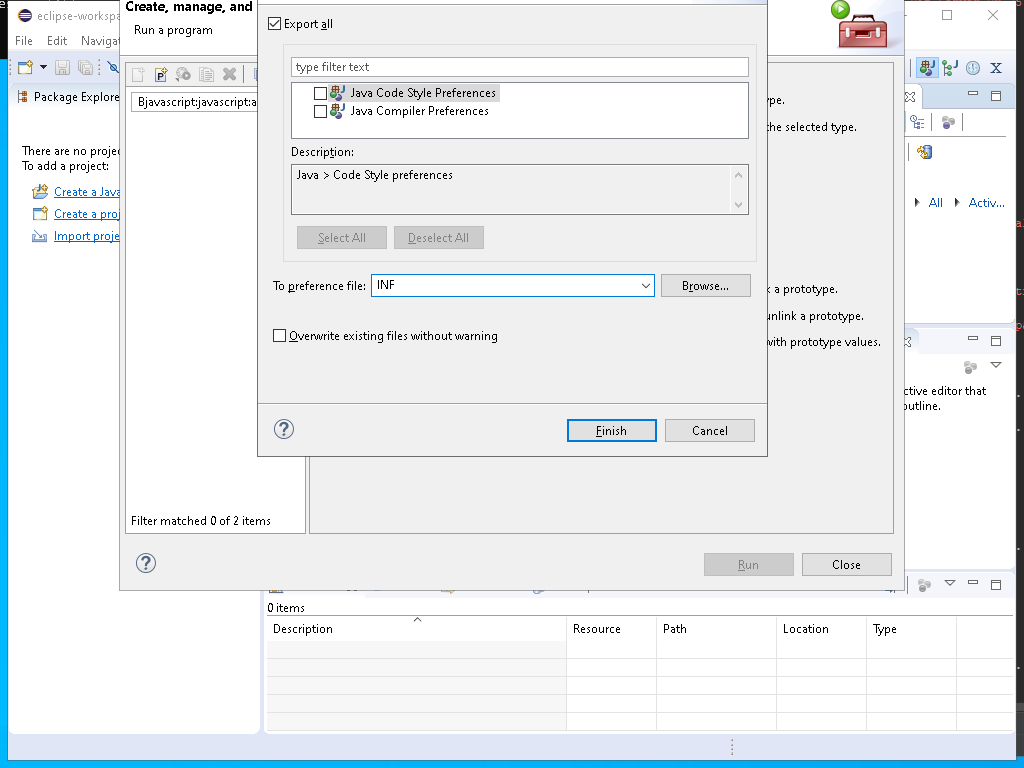 eclipse-workspa
File Edit Navigat
Package Explore
There are no projec
To add a project:
Create a Java
Create a proj
Import proje
Create, manage, and
Run a program
Bjavascript:javascript:a
Filter matched 0 of 2 items
Export all
type filter text
Java Code Style Preferences
Java Compiler Preferences
Description:
Java > Code Style preferences
Select All Deselect All
To preference file: INF Browse...
Overwrite existing files without warning
Finish Cancel
ype.
he selected type.
k a prototype.
unlink a prototype.
with prototype values.
Run Close
All Activ...
ctive editor that
outline.
0 items
Description Resource Path Location Type